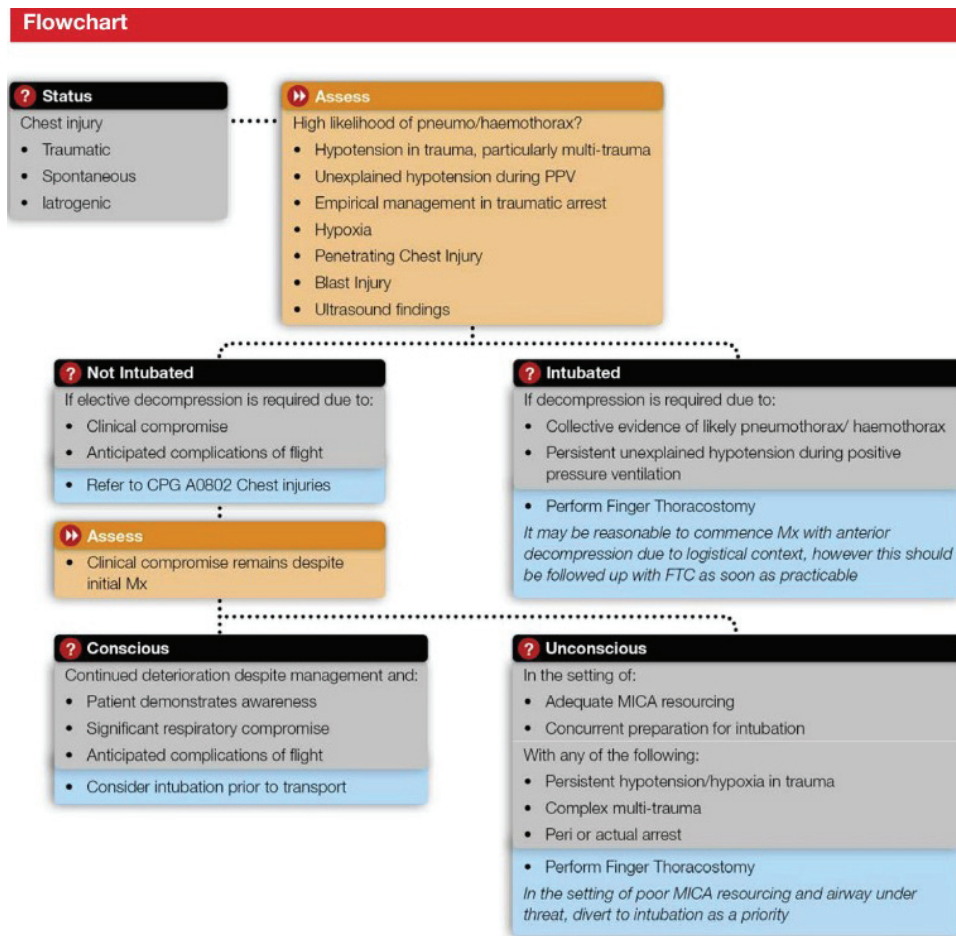 Flowchart
? Status
Chest injury
• Traumatic
• Spontaneous
• Iatrogenic
Assess
High likelihood of pneumo/haemothorax?
• Hypotension in trauma, particularly multi-trauma
• Unexplained hypotension during PPV
• Empirical management in traumatic arrest
• Hypoxia
• Penetrating Chest Injury
• Blast Injury
• Ultrasound findings
? Not Intubated
If elective decompression is required due to:
• Clinical compromise
• Anticipated complications of flight
• Refer to CPG A0802 Chest injuries
Assess
• Clinical compromise remains despite
initial Mx
? Intubated
If decompression is required due to:
• Collective evidence of likely pneumothorax/ haemothorax
• Persistent unexplained hypotension during positive
pressure ventilation
• Perform Finger Thoracostomy
It may be reasonable to commence Mx with anterior
decompression due to logistical context, however this should
be followed up with FTC as soon as practicable
? Conscious
Continued deterioration despite management and:
• Patient demonstrates awareness
• Significant respiratory compromise
• Anticipated complications of flight
• Consider intubation prior to transport
? Unconscious
In the setting of:
• Adequate MICA resourcing
• Concurrent preparation for intubation
With any of the following:
• Persistent hypotension/hypoxia in trauma
• Complex multi-trauma
• Peri or actual arrest
• Perform Finger Thoracostomy
In the setting of poor MICA resourcing and airway under
threat, divert to intubation as a priority